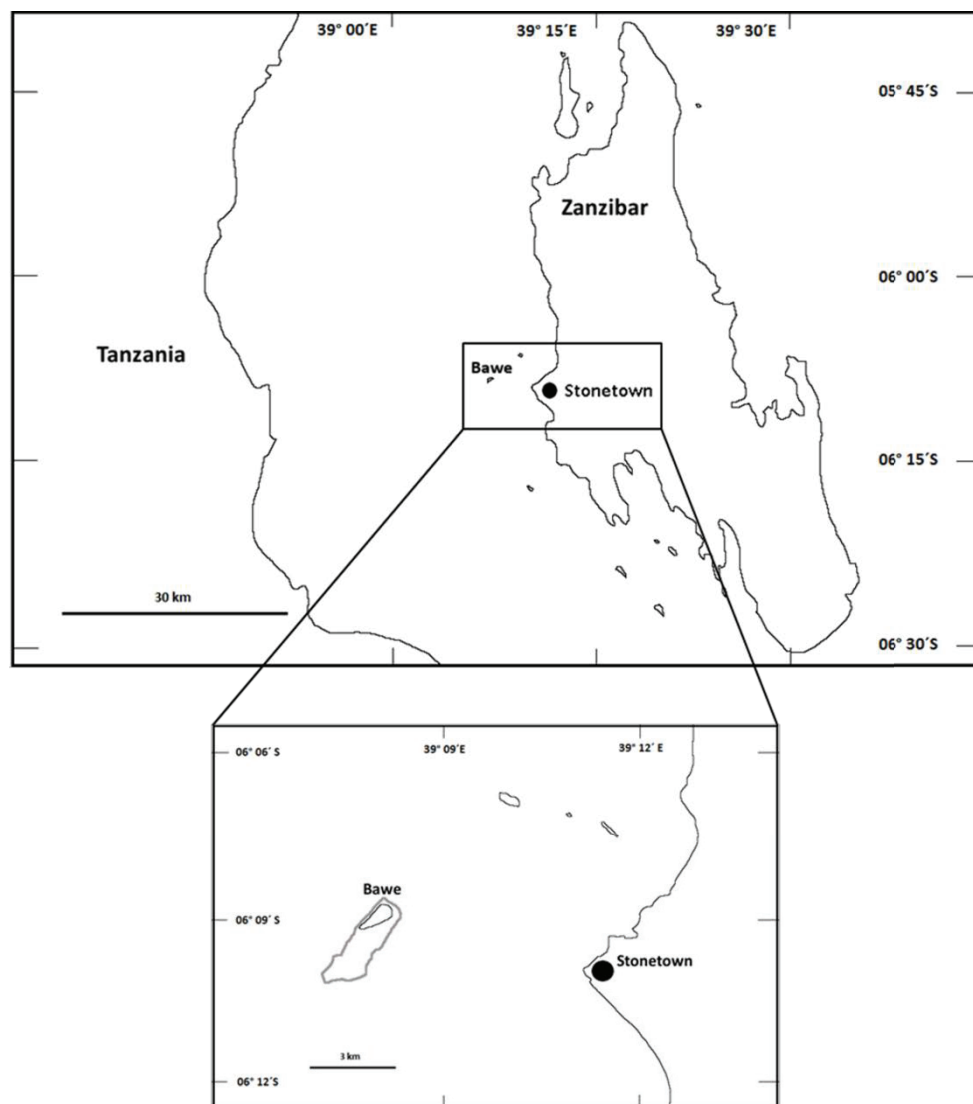 39° 00´E 39° 15´E 39° 30´E
05° 45´S
Zanzibar
06° 00´S
Tanzania
Bawe
Stonetown
06° 15´S
30 km
06° 30´S
39° 09´E 39° 12´ E
06° 06´ S
Bawe
06° 09´S
Stonetown
3 km
06° 12´S